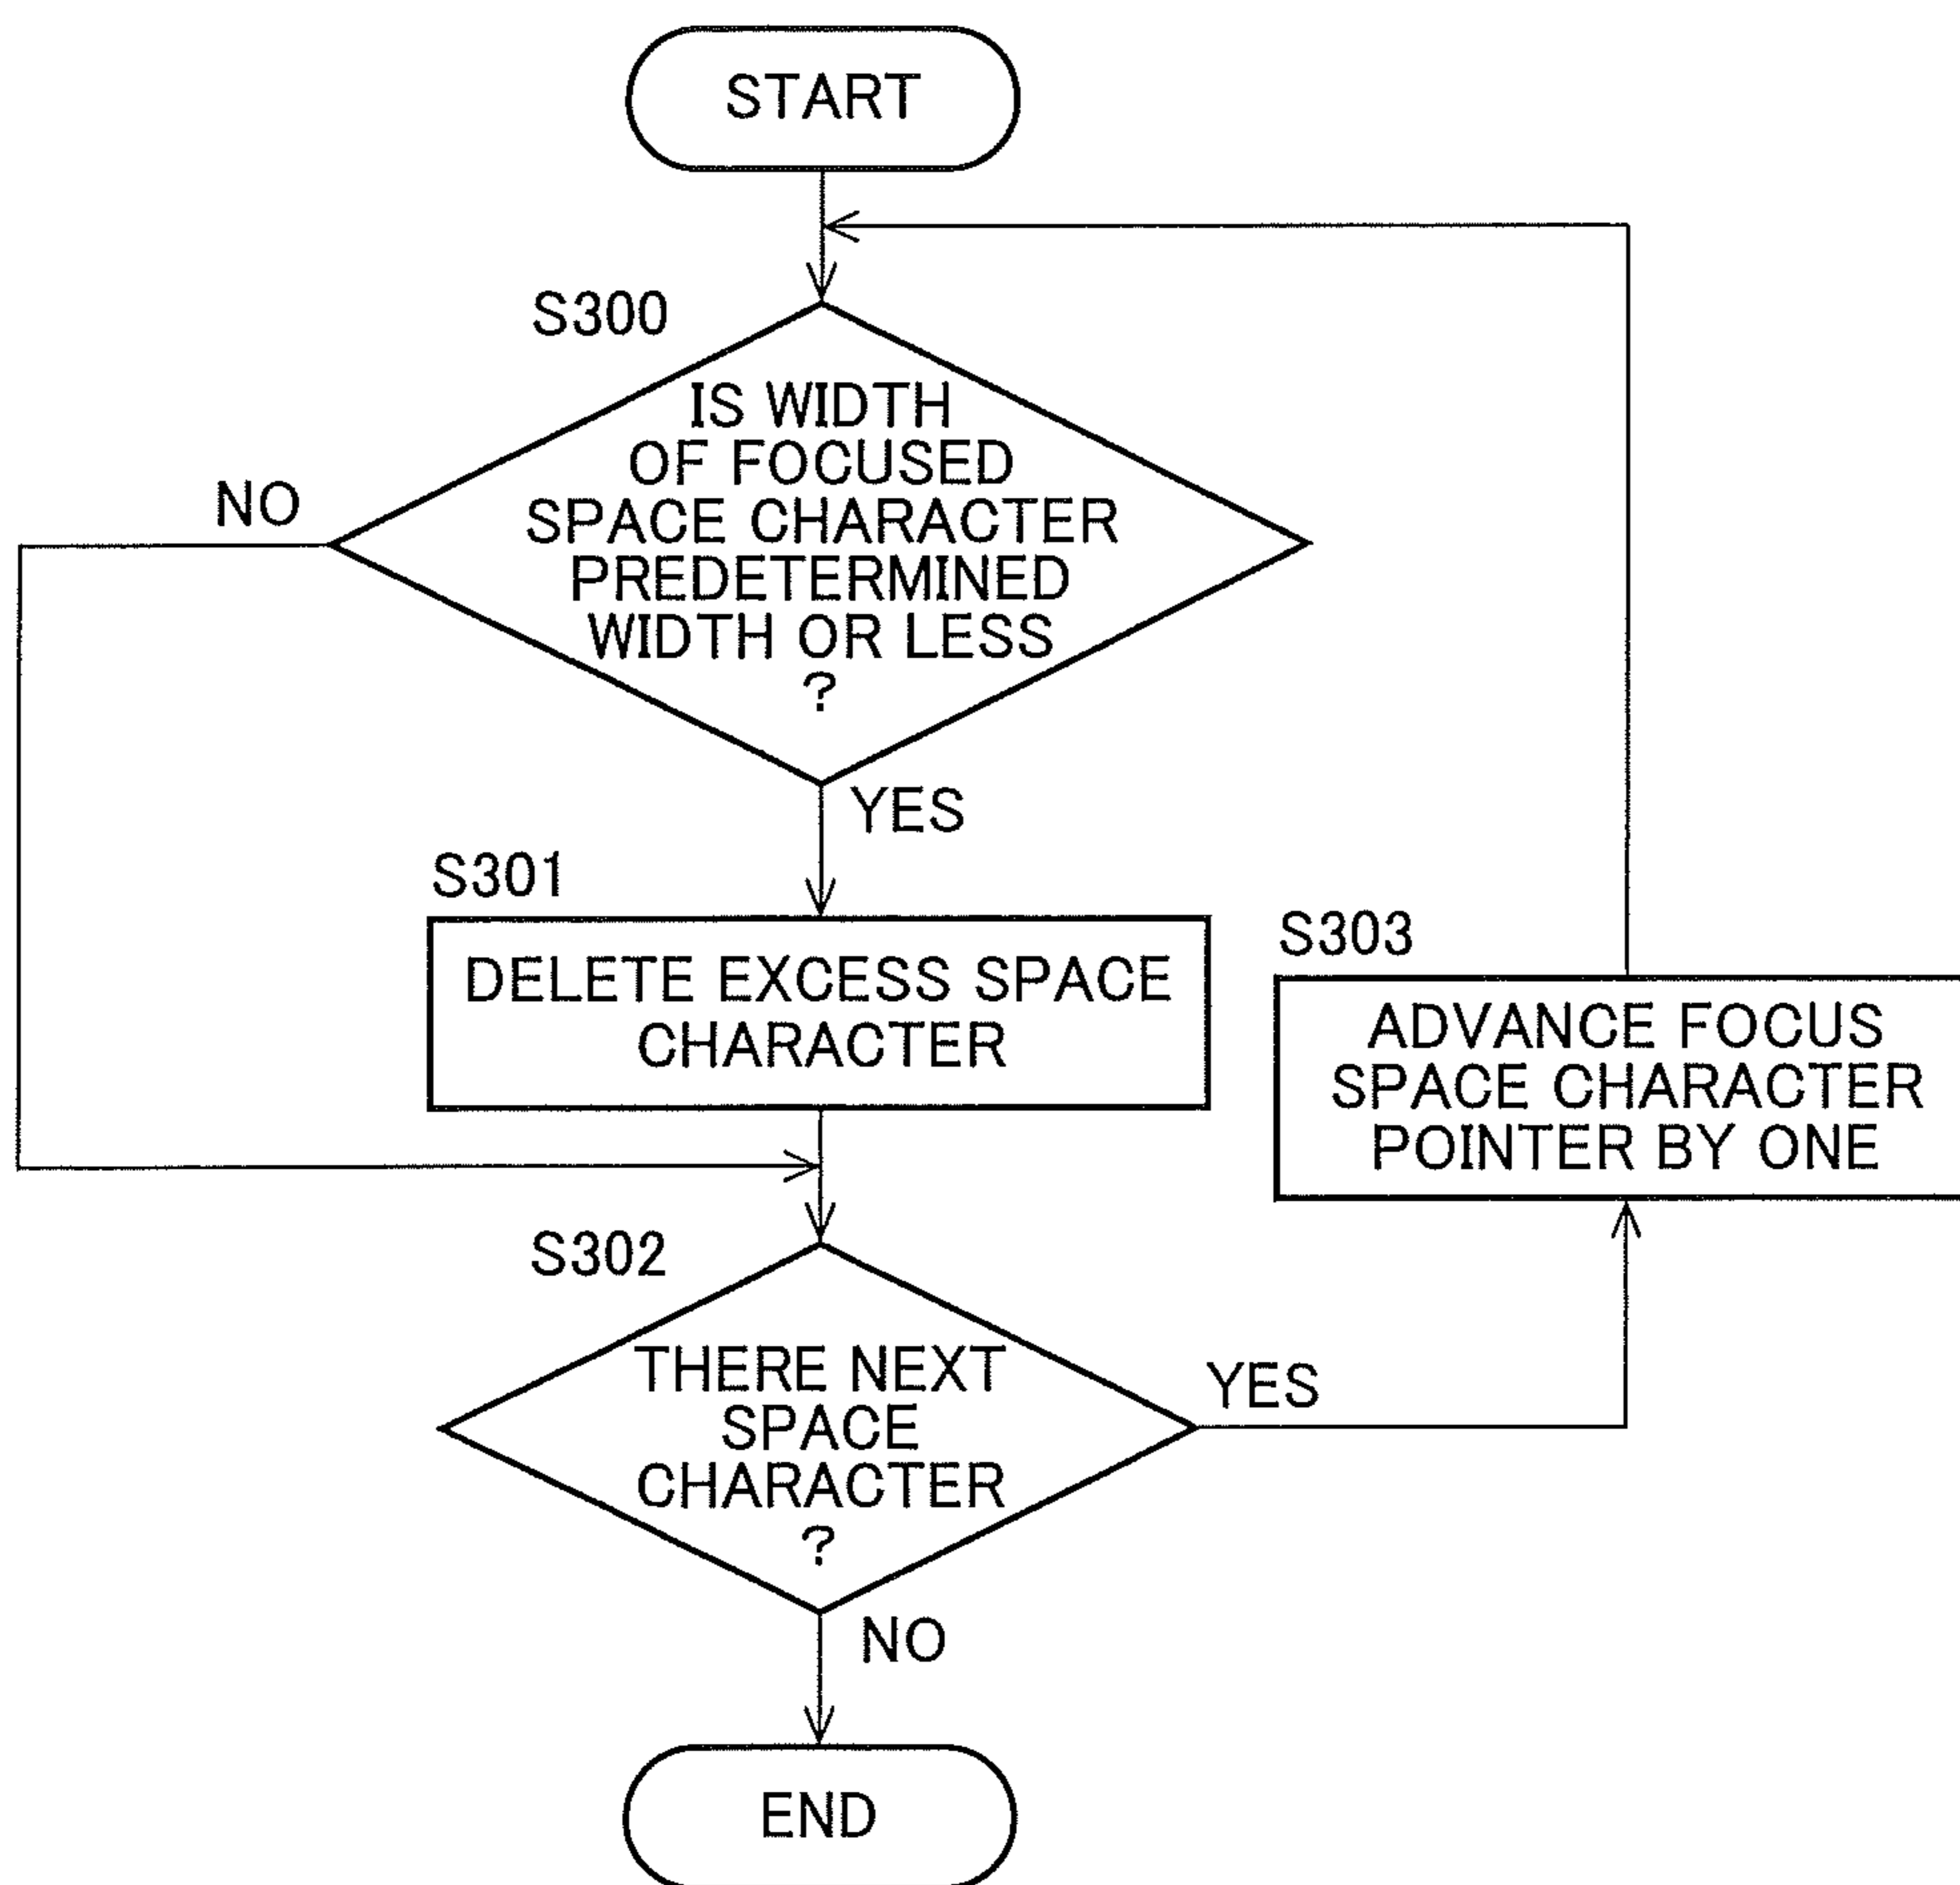 START
S300
IS WIDTH
OF FOCUSED
SPACE CHARACTER
PREDETERMINED
WIDTH OR LESS
?
NO
YES
S301
DELETE EXCESS SPACE
CHARACTER
S303
ADVANCE FOCUS
SPACE CHARACTER
POINTER BY ONE
S302
THERE NEXT
SPACE
CHARACTER
?
YES
NO
END